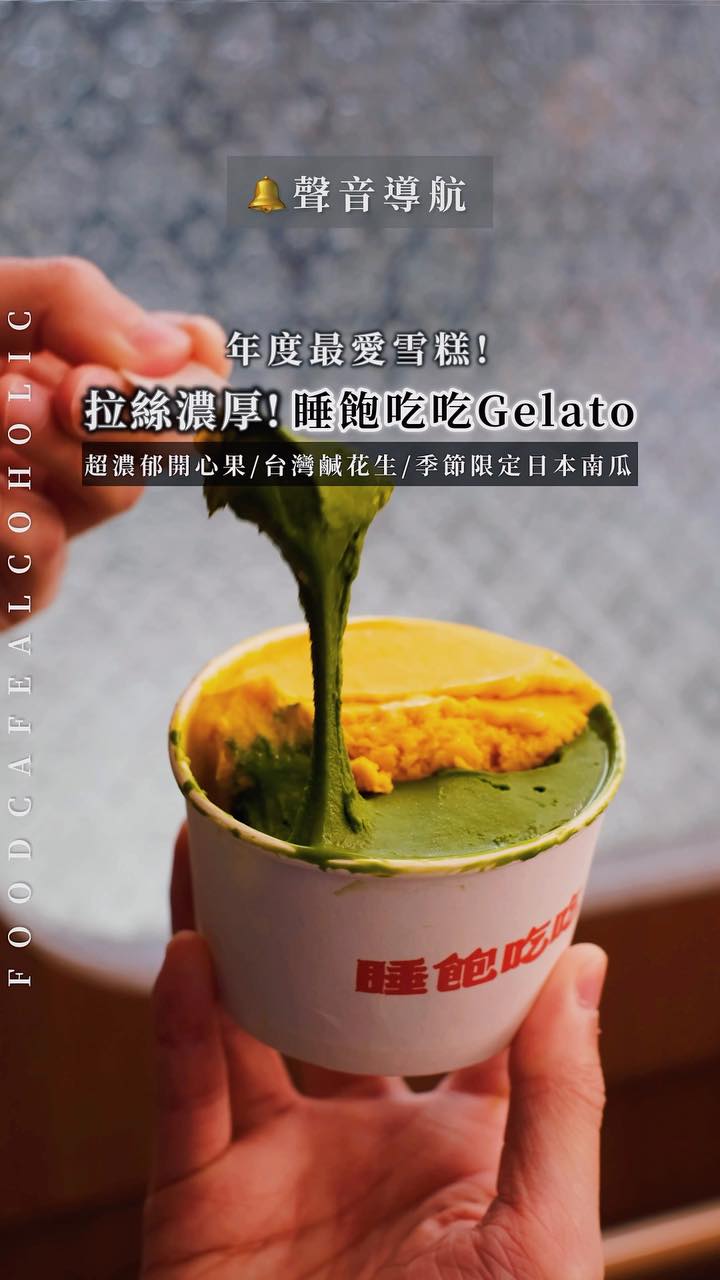 🔔聲音導航
年度最愛雪糕!
拉絲濃厚!睡飽吃吃Gelato
超濃郁開心果/台灣鹹花生/季節限定日本南瓜
FOODCAFEALCOHOLIC
睡飽吃吃